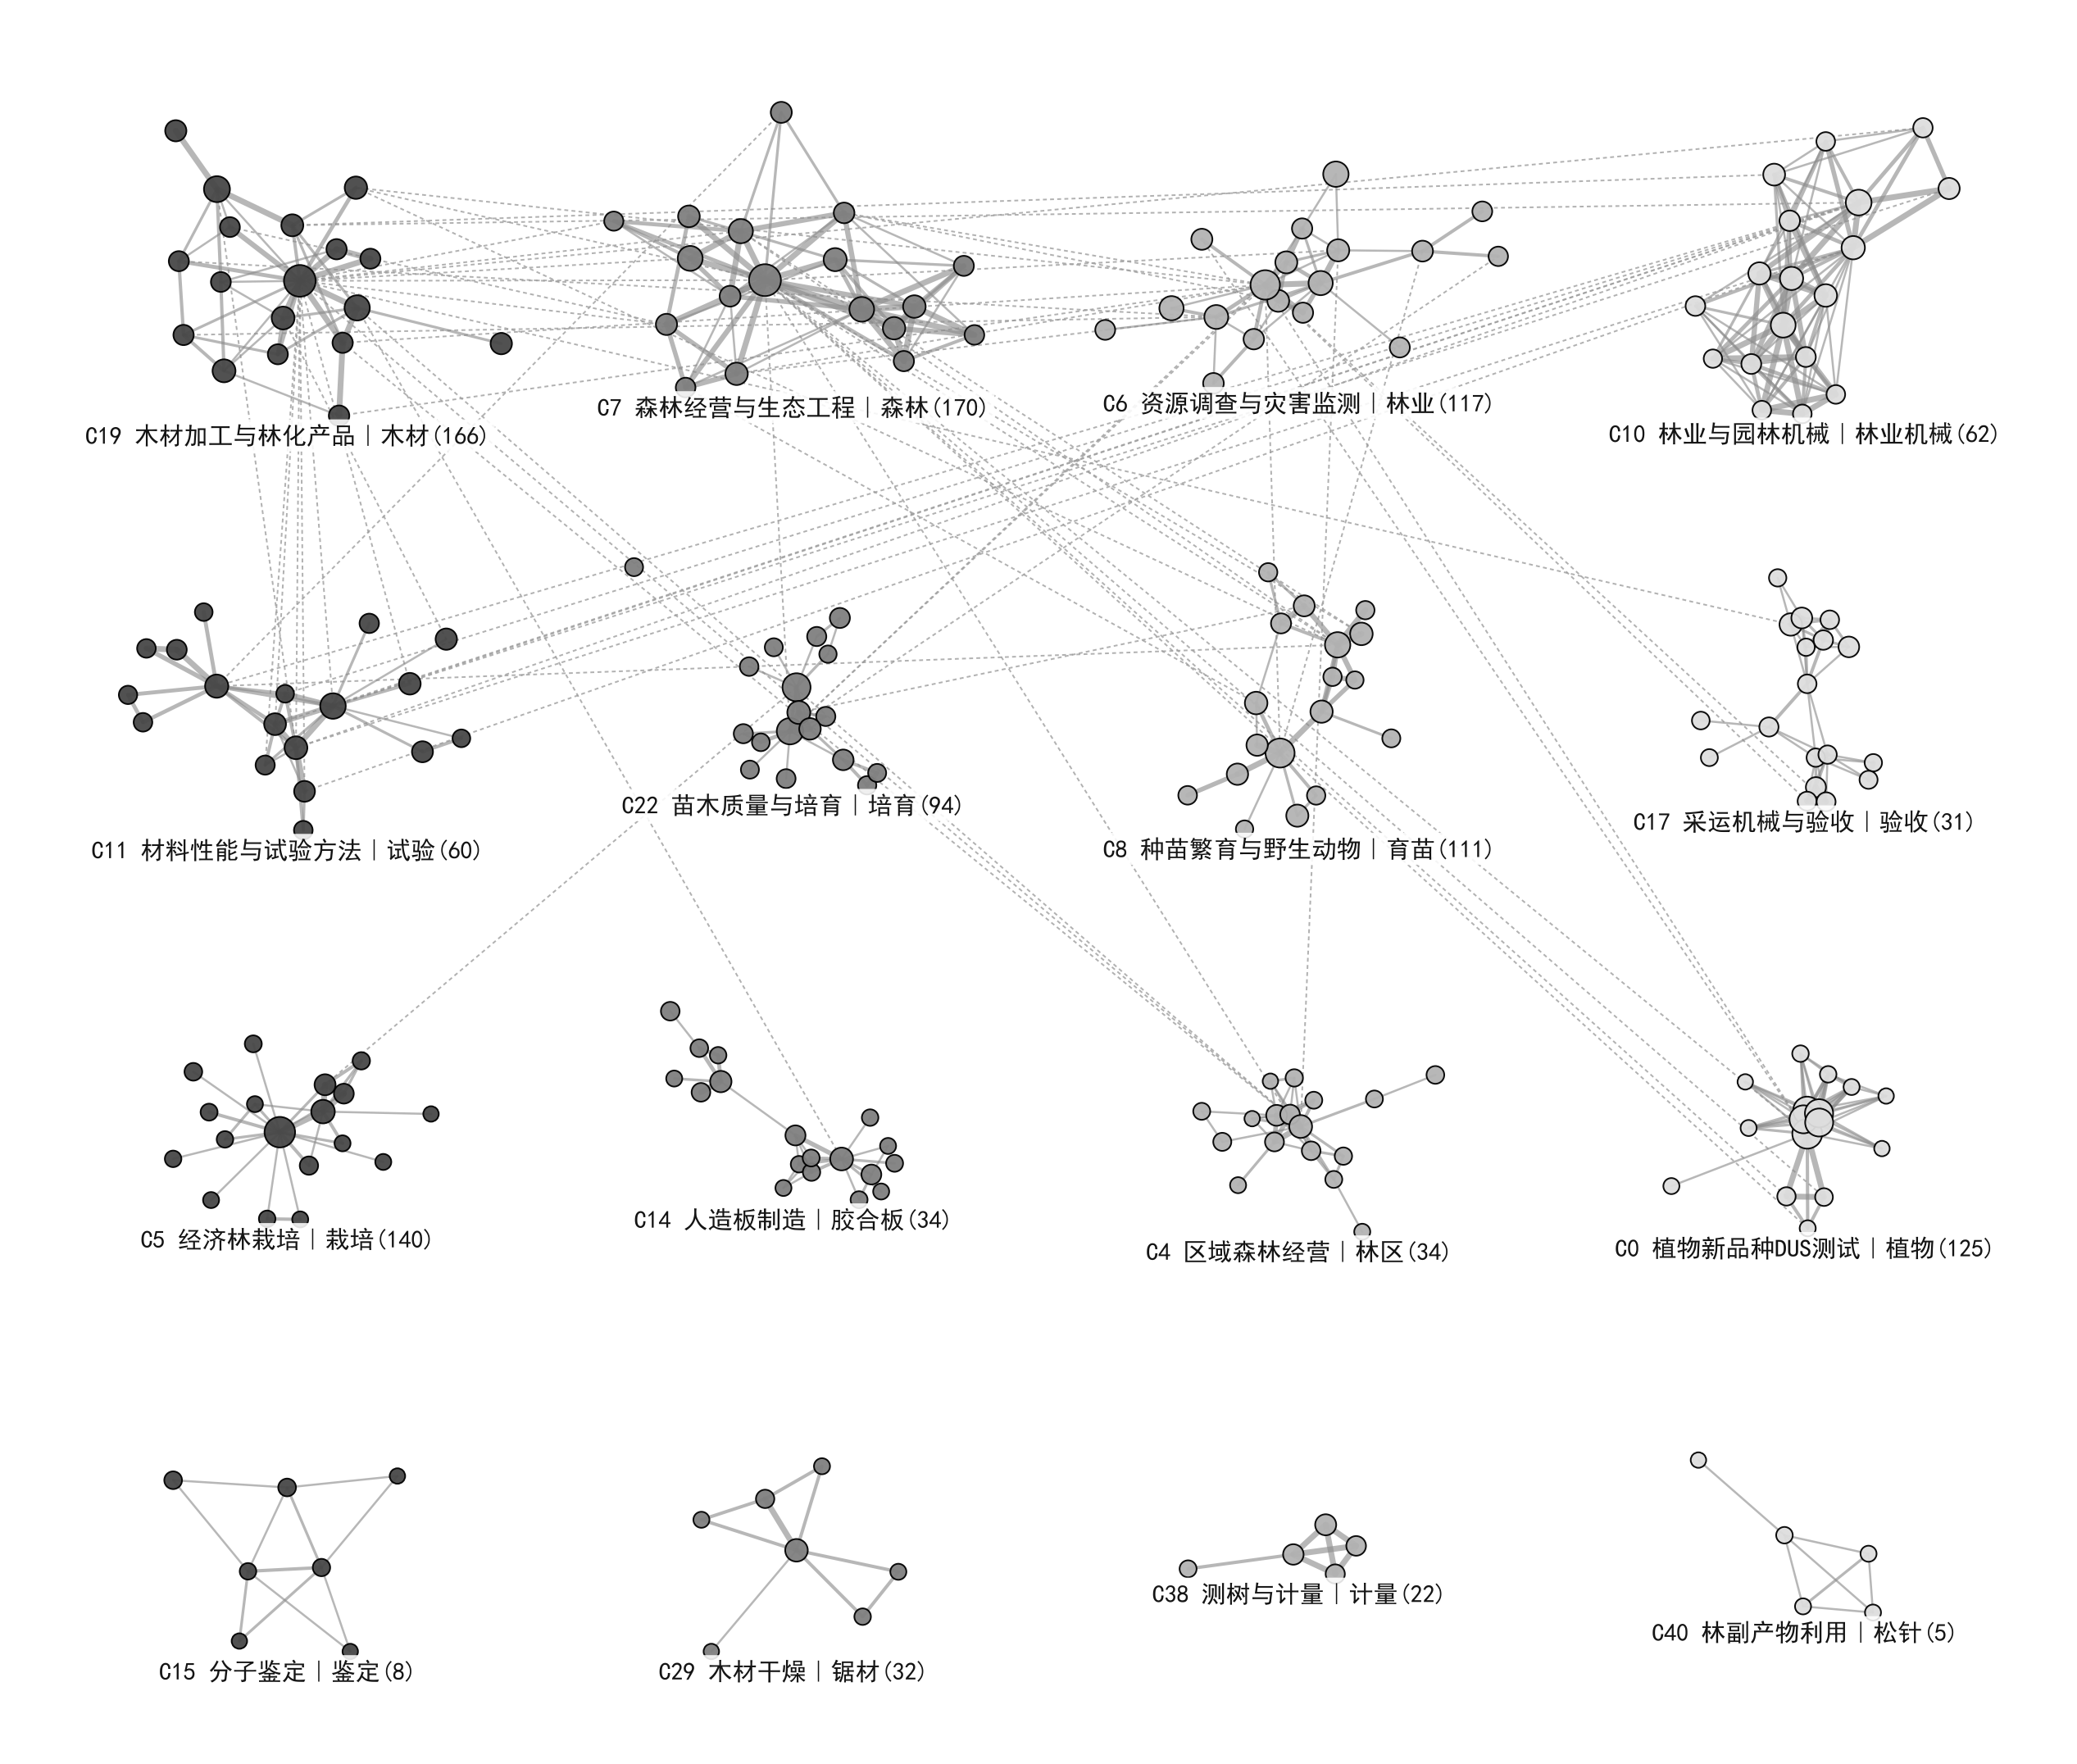 C19 木材加工与林化产品｜木材(166)
C7 森林经营与生态工程｜森林(170)
C6 资源调查与灾害监测｜林业(117)
C10 林业与园林机械｜林业机械(62)
C11 材料性能与试验方法｜试验(60)
C22 苗木质量与培育｜培育(94)
C8 种苗繁育与野生动物｜育苗(111)
C17 采运机械与验收｜验收(31)
C5 经济林栽培｜栽培(140)
C14 人造板制造｜胶合板(34)
C4 区域森林经营｜林区(34)
C0 植物新品种DUS测试｜植物(125)
C15 分子鉴定｜鉴定(8)
C29 木材干燥｜锯材(32)
C38 测树与计量｜计量(22)
C40 林副产物利用｜松针(5)